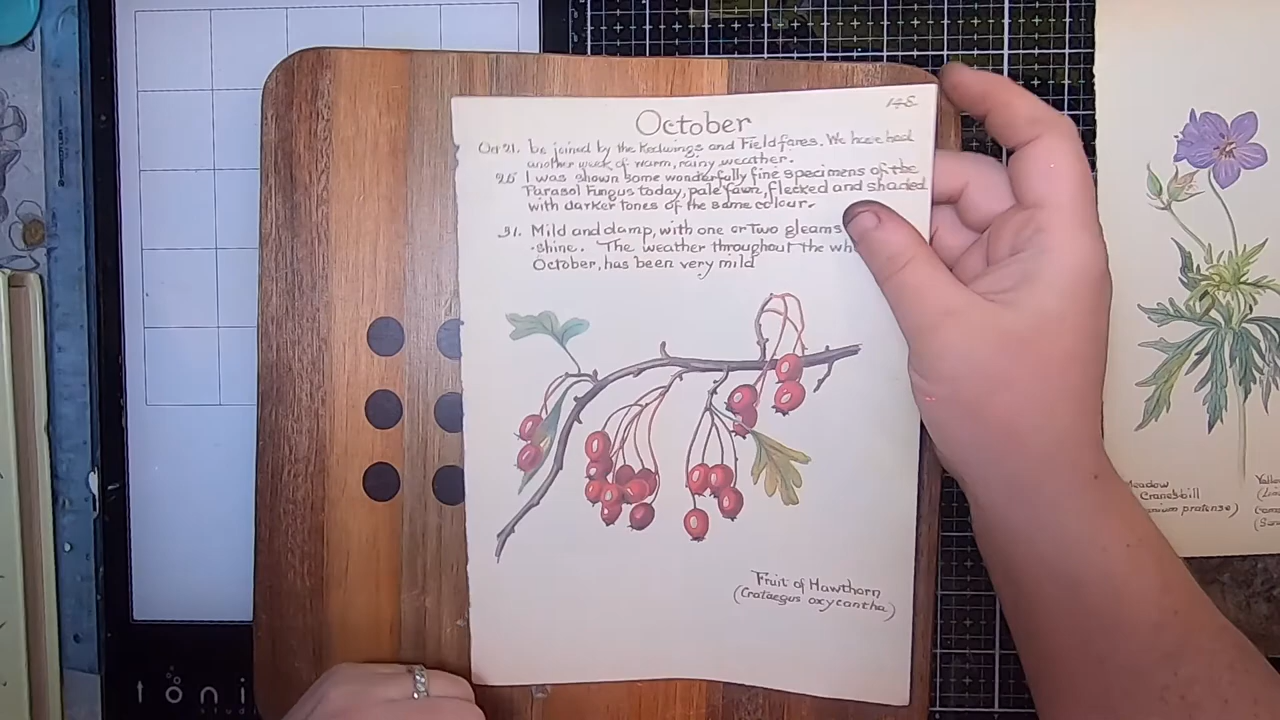 October
Oct 21. be joined by the Redwings and Fieldfares. We have had
another week of warm, rainy weather.
26 I was shown some wonderfully fine specimens of the
Parasol Fungus today, pale fawn, flecked and shaded
with darker tones of the same colour.
31. Mild and damp, with one or two gleams
-shine. The weather throughout the wh
October, has been very mild
Fruit of Hawthorn
(Crataegus oxycantha)
Meadow
Cranesbill
nium pratense)
töni